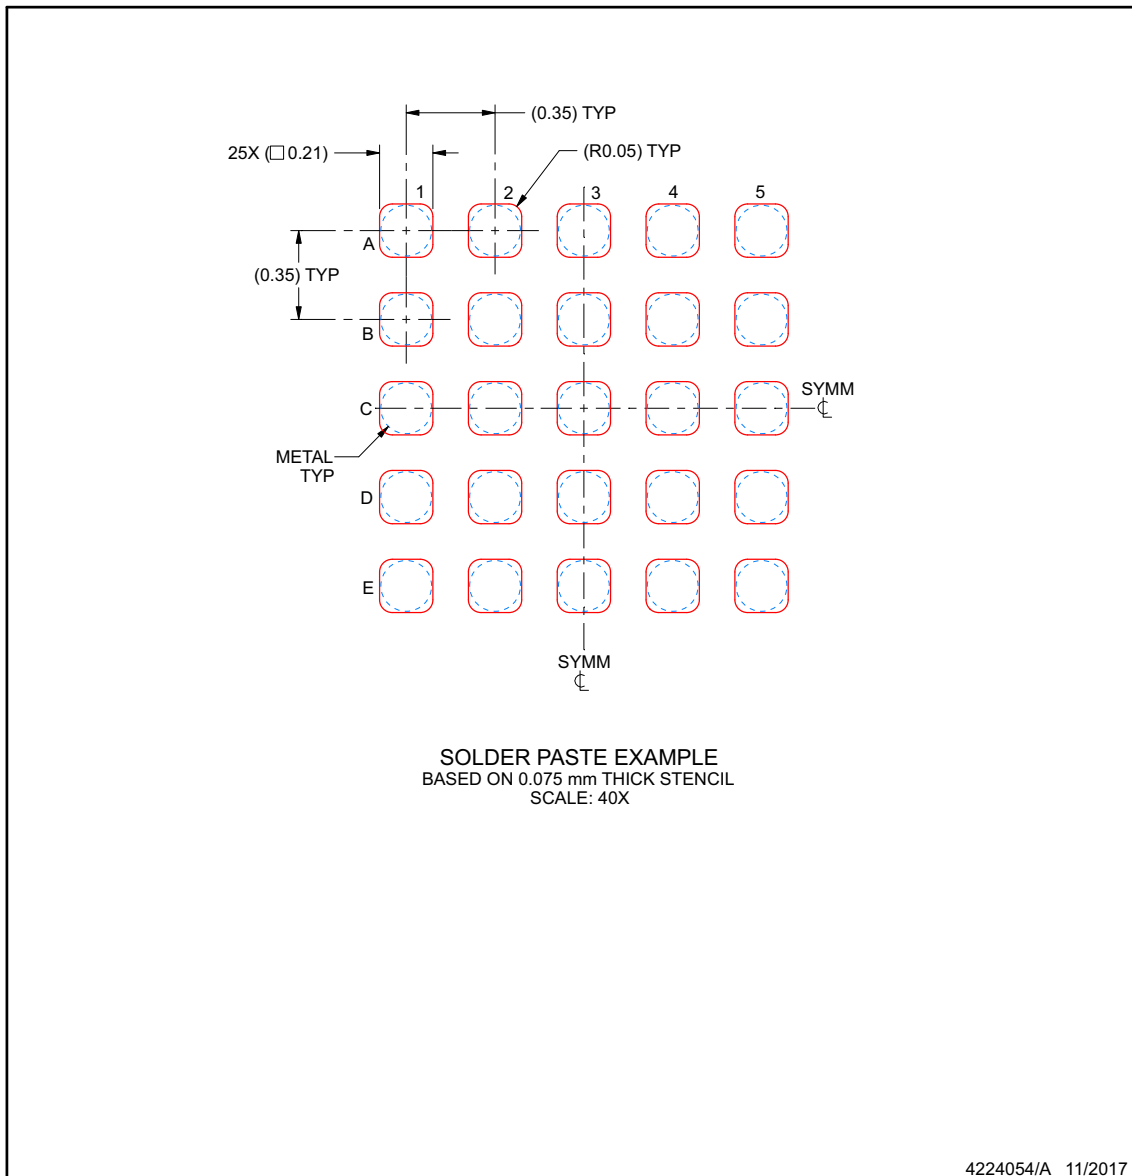 (0.35) TYP
25X (□ 0.21)
(R0.05) TYP
1
2
3
4
5
A
(0.35) TYP
B
C
SYMM
℄
METAL
TYP
D
E
SYMM
℄
SOLDER PASTE EXAMPLE
BASED ON 0.075 mm THICK STENCIL
SCALE: 40X
4224054/A 11/2017